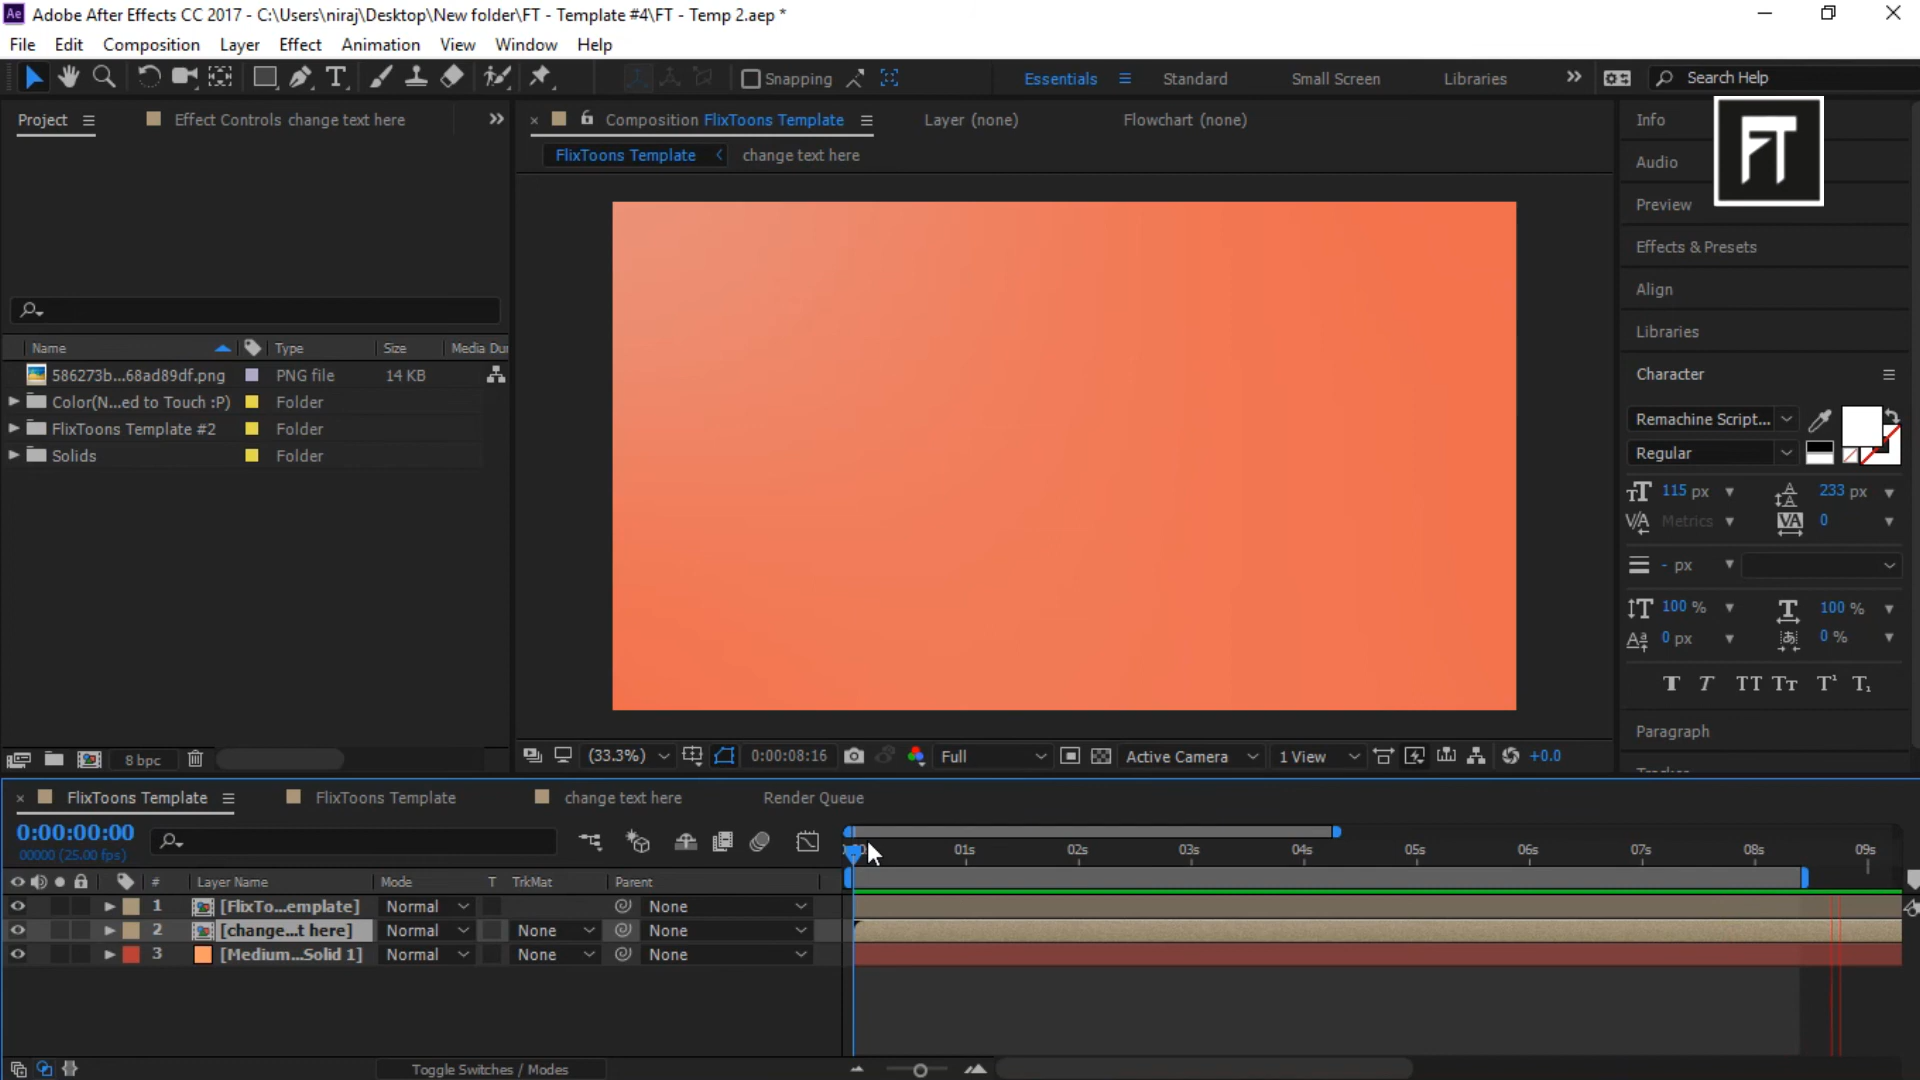 Ae Adobe After Effects CC 2017 - C:\Users\niraj\Desktop\New folder\FT - Template #4\FT - Temp 2.aep *
File Edit Composition Layer Effect Animation View Window Help
Snapping Essentials Standard Small Screen Libraries Search Help
Project Effect Controls change text here
Composition FlixToons Template Layer (none) Flowchart (none)
FlixToons Template change text here
FT
Info
Audio
Preview
Effects & Presets
Align
Libraries
Character
Remachine Script...
Regular
115 px 233 px
Metrics 0
- px
100 % 100 %
0 px 0 %
T T TT Tт T¹ T₁
Paragraph
Name Type Size Media Dur
586273b...68ad89df.png PNG file 14 KB
Color(N...ed to Touch :P) Folder
FlixToons Template #2 Folder
Solids Folder
8 bpc
(33.3%) 0:00:08:16 Full Active Camera 1 View +0.0
FlixToons Template FlixToons Template change text here Render Queue
0:00:00:00
00000 (25.00 fps)
01s 02s 03s 04s 05s 06s 07s 08s 09s
# Layer Name Mode T TrkMat Parent
1 [FlixTo...emplate] Normal None
2 [change...t here] Normal None None
3 [Medium...Solid 1] Normal None None
Toggle Switches / Modes